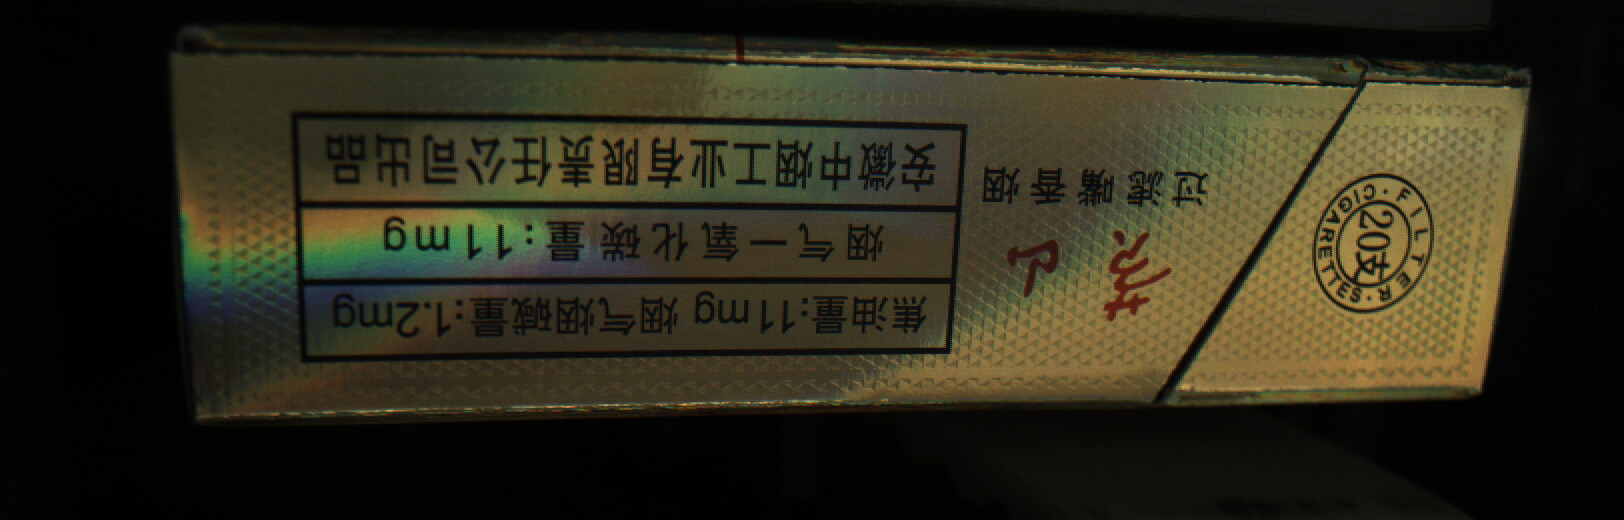 FILTER · CIGARETTES ·
20支
过滤嘴香烟
焦油量:11mg 烟气烟碱量:1.2mg
烟气一氧化碳量:11mg
安徽中烟工业有限责任公司出品